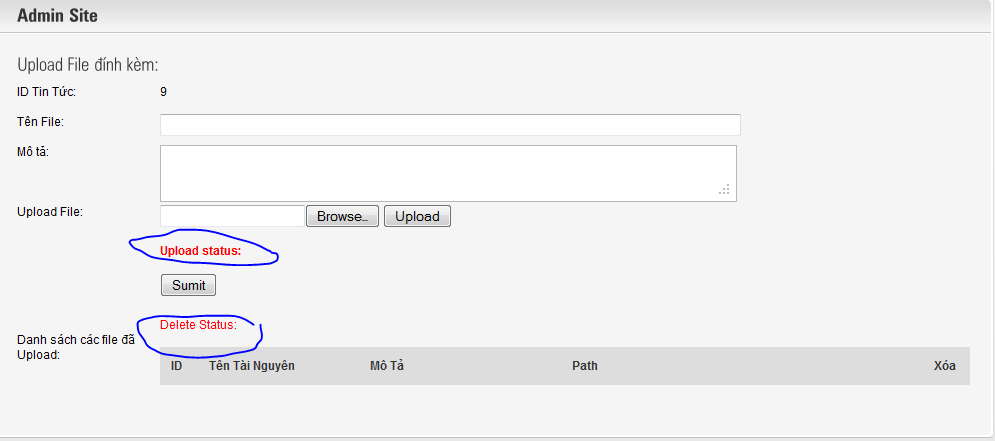 Admin Site
Upload File đính kèm:
ID Tin Tức: 9
Tên File:
Mô tả:
Upload File: Browse... Upload
Upload status:
Sumit
Delete Status:
Danh sách các file đã
Upload:
ID Tên Tài Nguyên Mô Tả Path Xóa